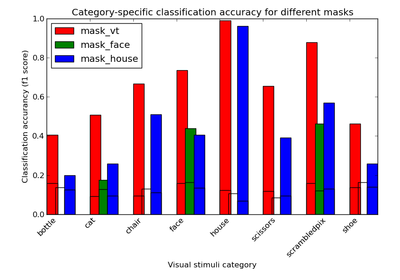 Category-specific classification accuracy for different masks
mask_vt
mask_face
mask_house
Classification accurancy (f1 score)
1.0
0.8
0.6
0.4
0.2
0.0
bottle
cat
chair
face
house
scissors
scrambledpix
shoe
Visual stimuli category